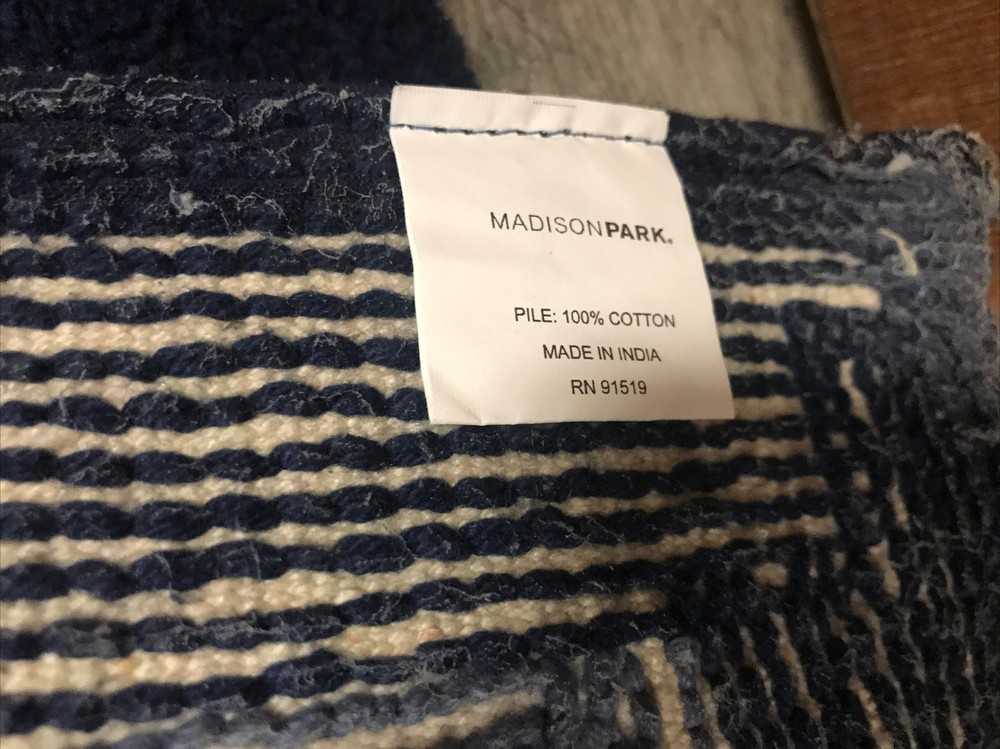 MADISONPARK.
PILE: 100% COTTON
MADE IN INDIA
RN 91519